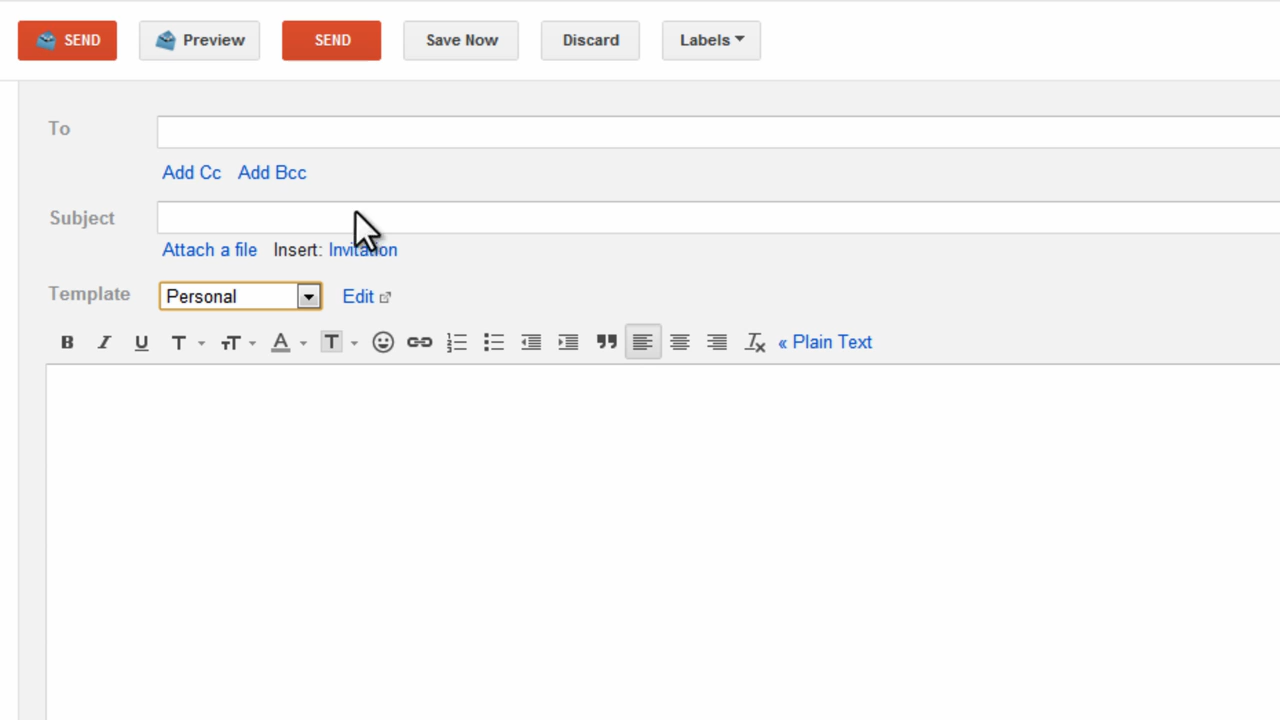 SEND Preview SEND Save Now Discard Labels
To
Add Cc Add Bcc
Subject
Attach a file Insert: Invitation
Template Personal Edit
B I U T T A T « Plain Text